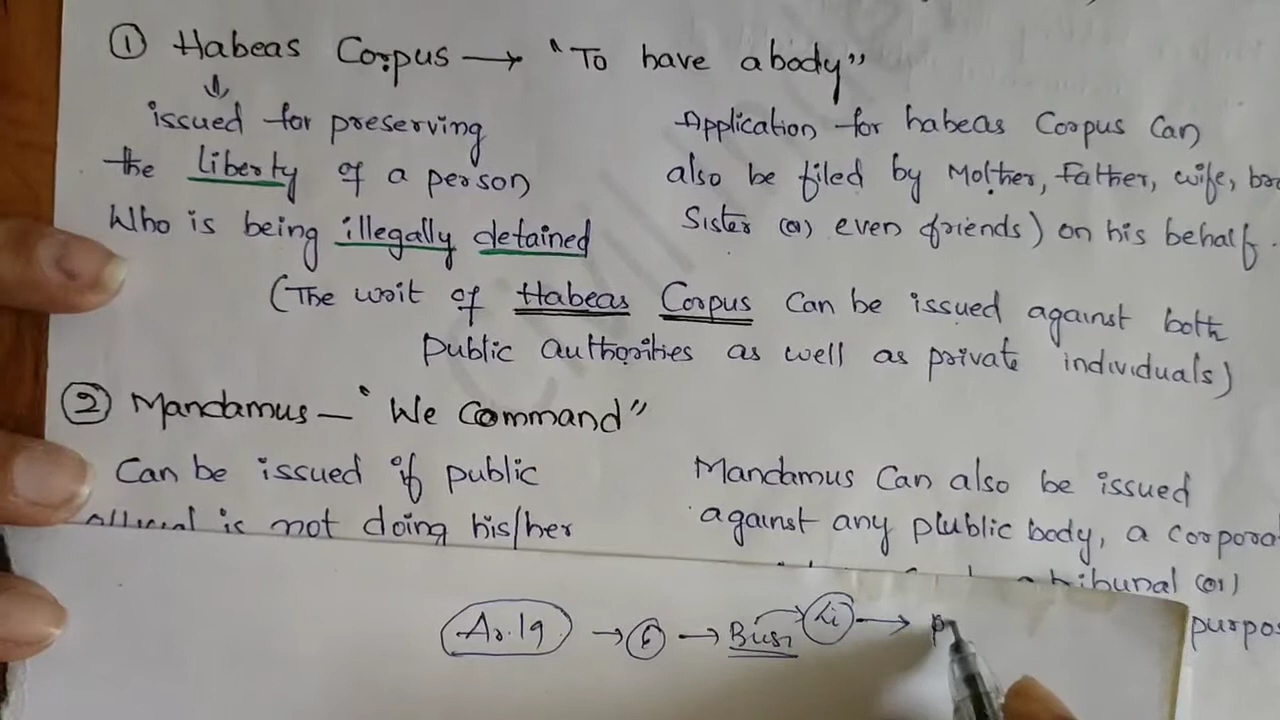 ① Habeas Corpus → "To have a body"
issued for preserving
the liberty of a person
Who is being illegally detained
Application for habeas Corpus Can
also be filed by Mother, Father, wife,
Sister (or) even friends) on his behalf.
(The writ of Habeas Corpus Can be issued against both
Public authorities as well as private individuals)
② Mandamus – "We Command"
Can be issued if public
official is not doing his/her
Mandamus Can also be issued
against any plublic body, a corpora
tribunal (or)
purpo
Ar.19 → 6 → Busi Li →